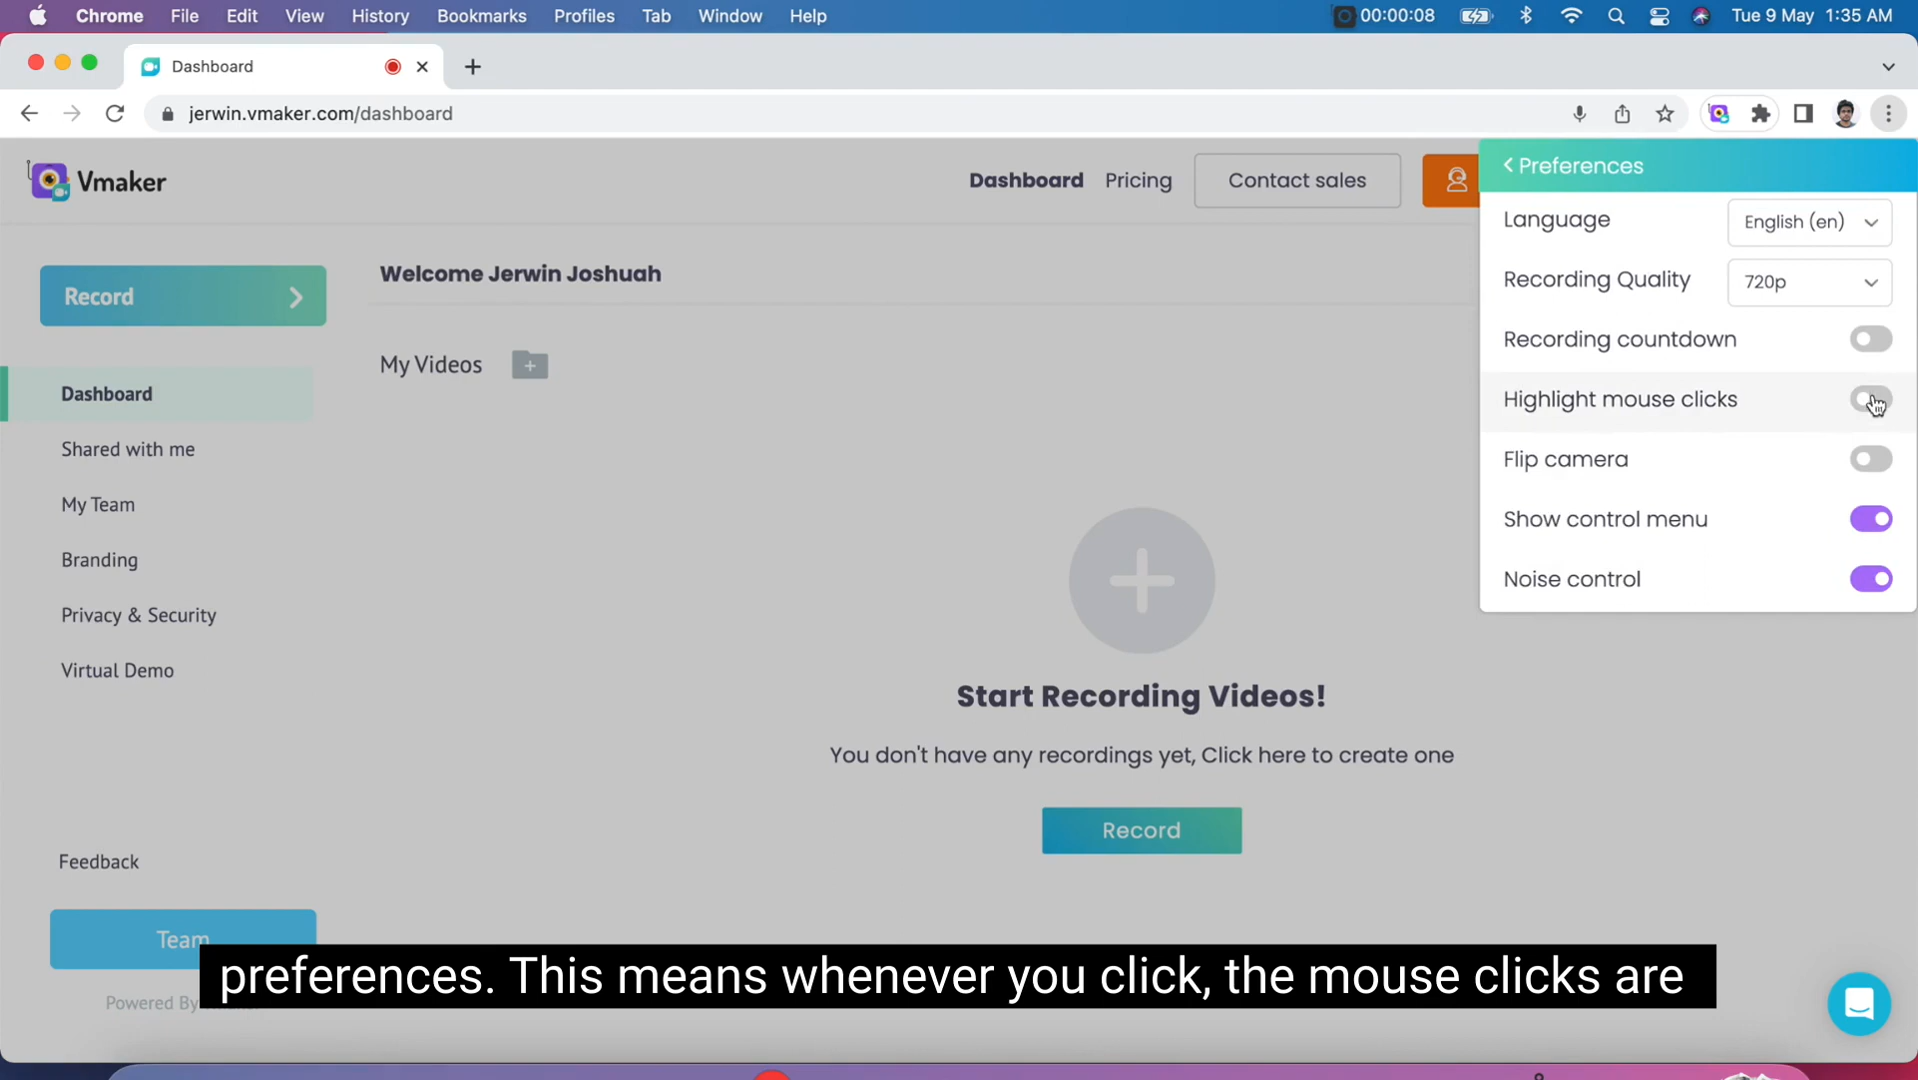 Chrome File Edit View History Bookmarks Profiles Tab Window Help 00:00:08 Tue 9 May 1:35 AM
Dashboard
jerwin.vmaker.com/dashboard
Vmaker
Dashboard Pricing Contact sales
Preferences
Language English (en)
Recording Quality 720p
Recording countdown
Highlight mouse clicks
Flip camera
Show control menu
Noise control
Record
Dashboard
Shared with me
My Team
Branding
Privacy & Security
Virtual Demo
Feedback
Team
Powered By
Welcome Jerwin Joshuah
My Videos
Start Recording Videos!
You don't have any recordings yet, Click here to create one
Record
preferences. This means whenever you click, the mouse clicks are